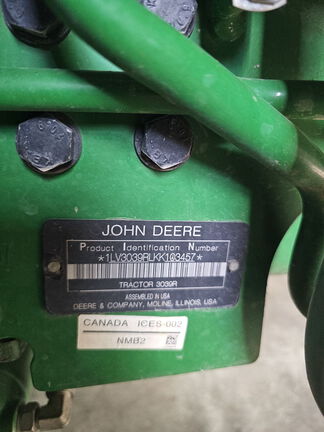 JOHN DEERE
Product Identification Number
*1LV3039RLKK103457*
TRACTOR 3039R
ASSEMBLED IN USA
DEERE & COMPANY, MOLINE, ILLINOIS, USA
CANADA ICES-002
NMB2